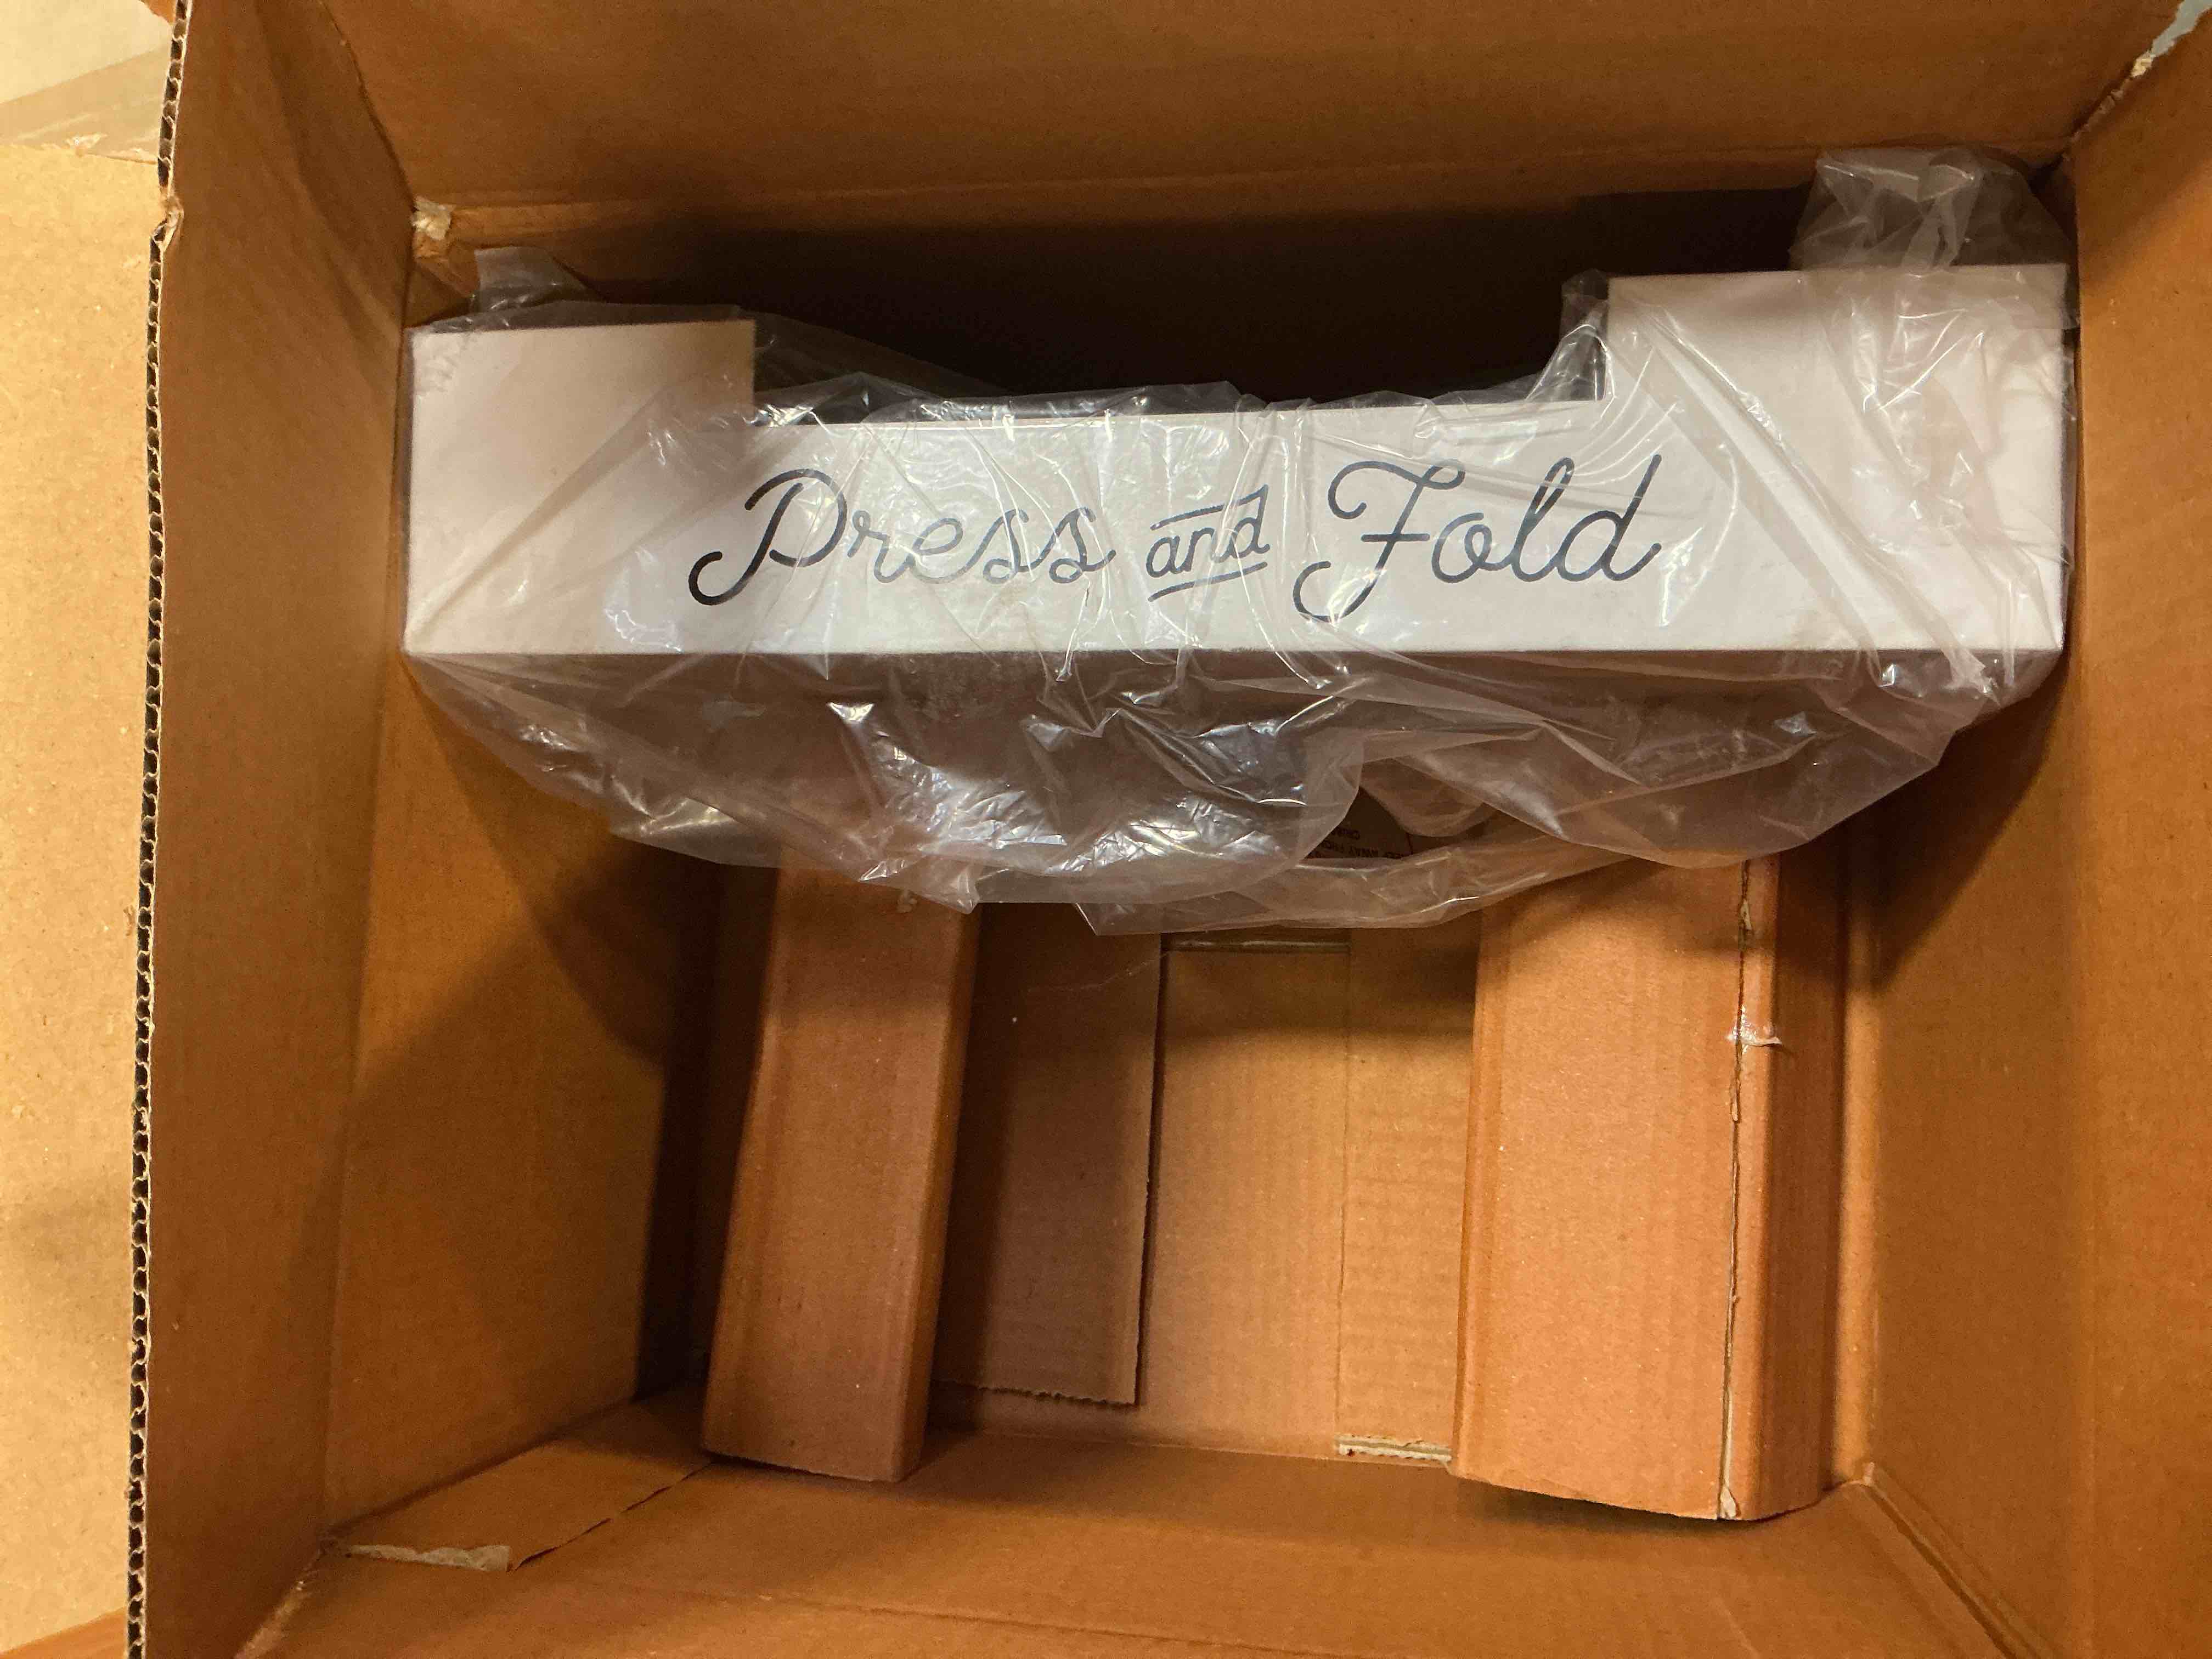 Press and Fold